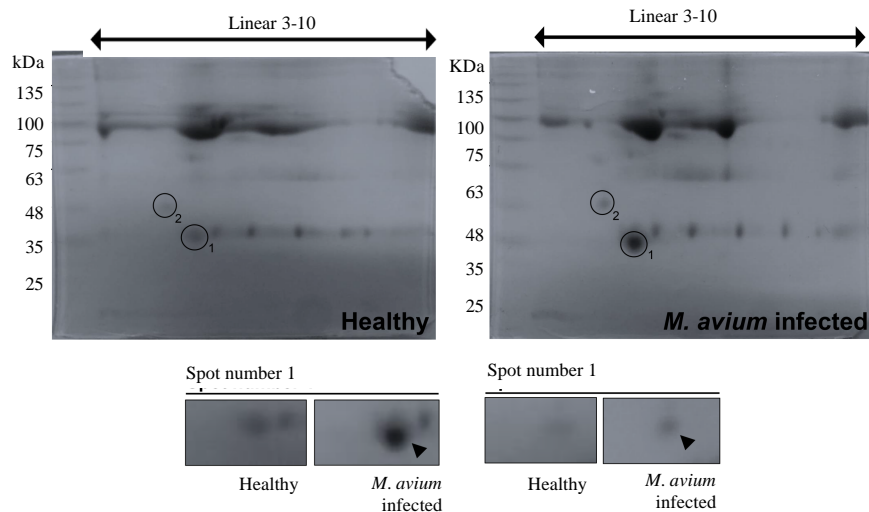 Linear 3-10
kDa
135
100
75
63
48
35
25
2
1
Healthy
Linear 3-10
KDa
135
100
75
63
48
35
25
2
1
M. avium infected
Spot number 1
Healthy
M. avium
infected
Spot number 1
Healthy
M. avium
infected